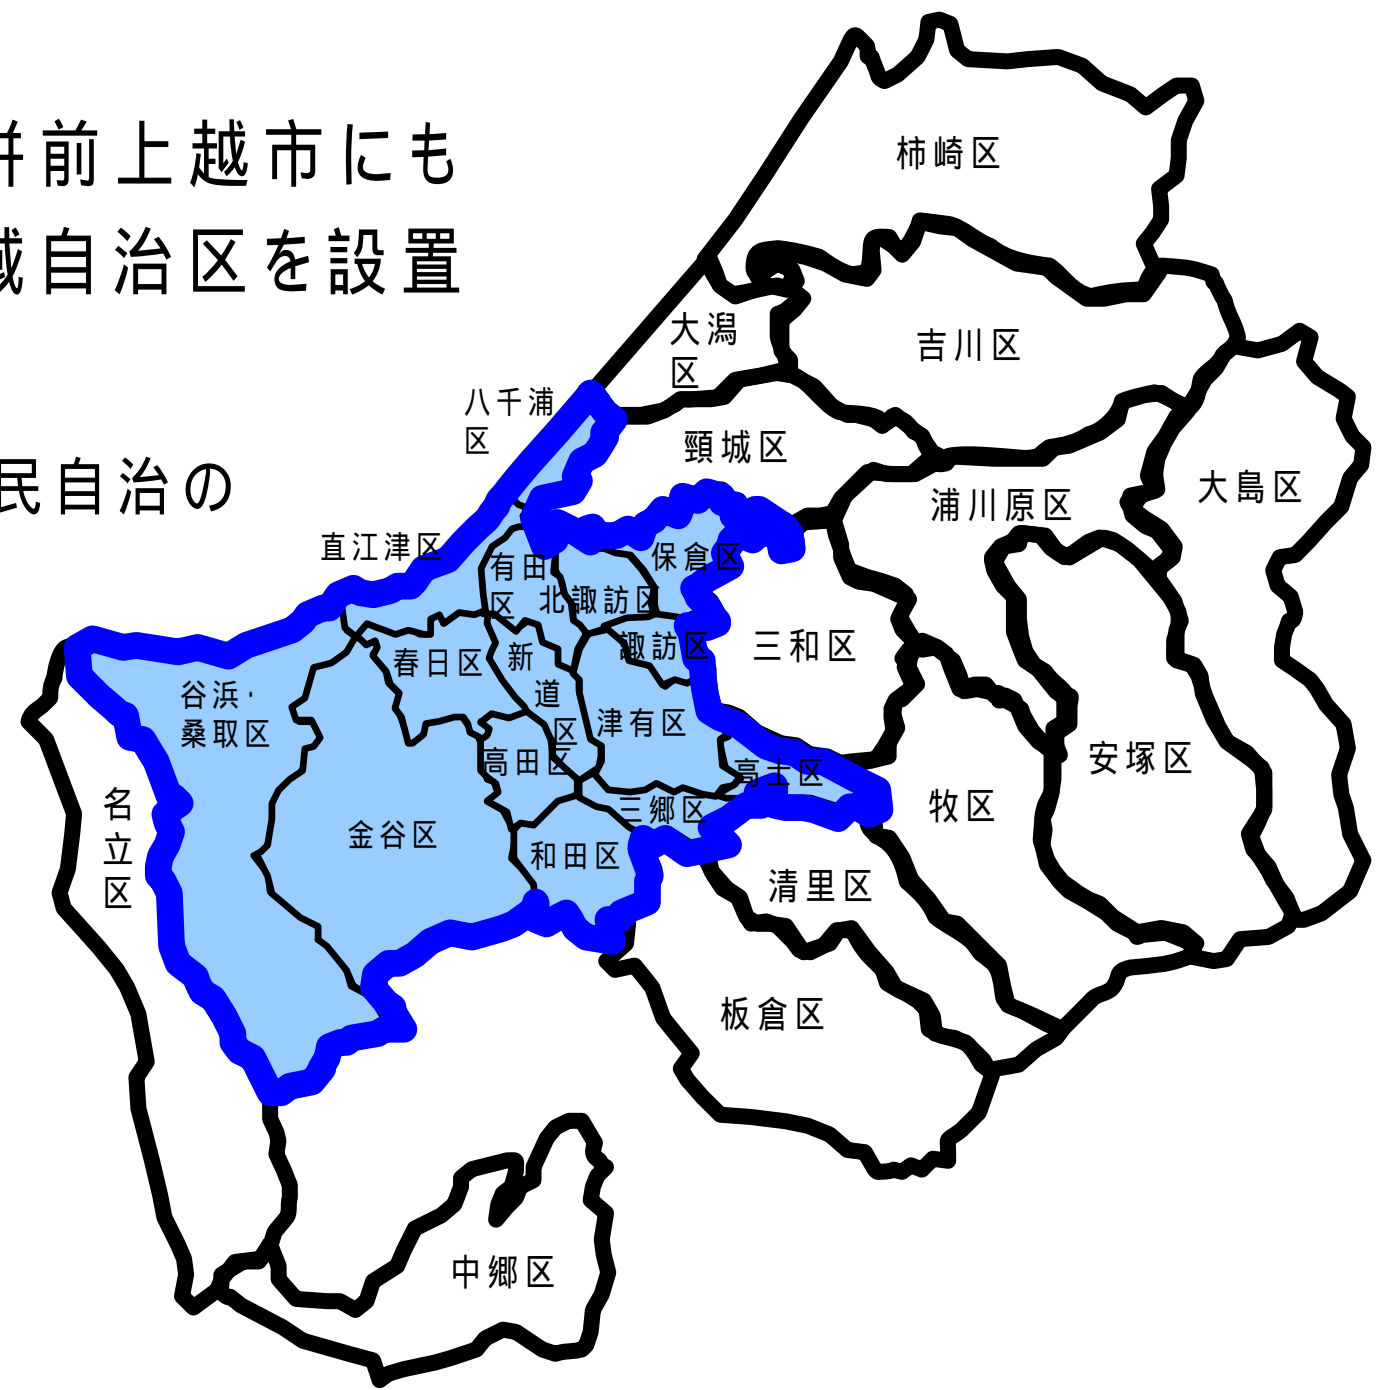 前上越市にも
自治区を設置
民自治の
柿崎区
大潟
区
吉川区
八千浦
区
頸城区
浦川原区
大島区
直江津区
有田
区
保倉区
北諏訪区
諏訪区
三和区
春日区
新
道
区
谷浜・
桑取区
津有区
高田区
高士区
安塚区
名
立
区
金谷区
三郷区
牧区
和田区
清里区
板倉区
中郷区